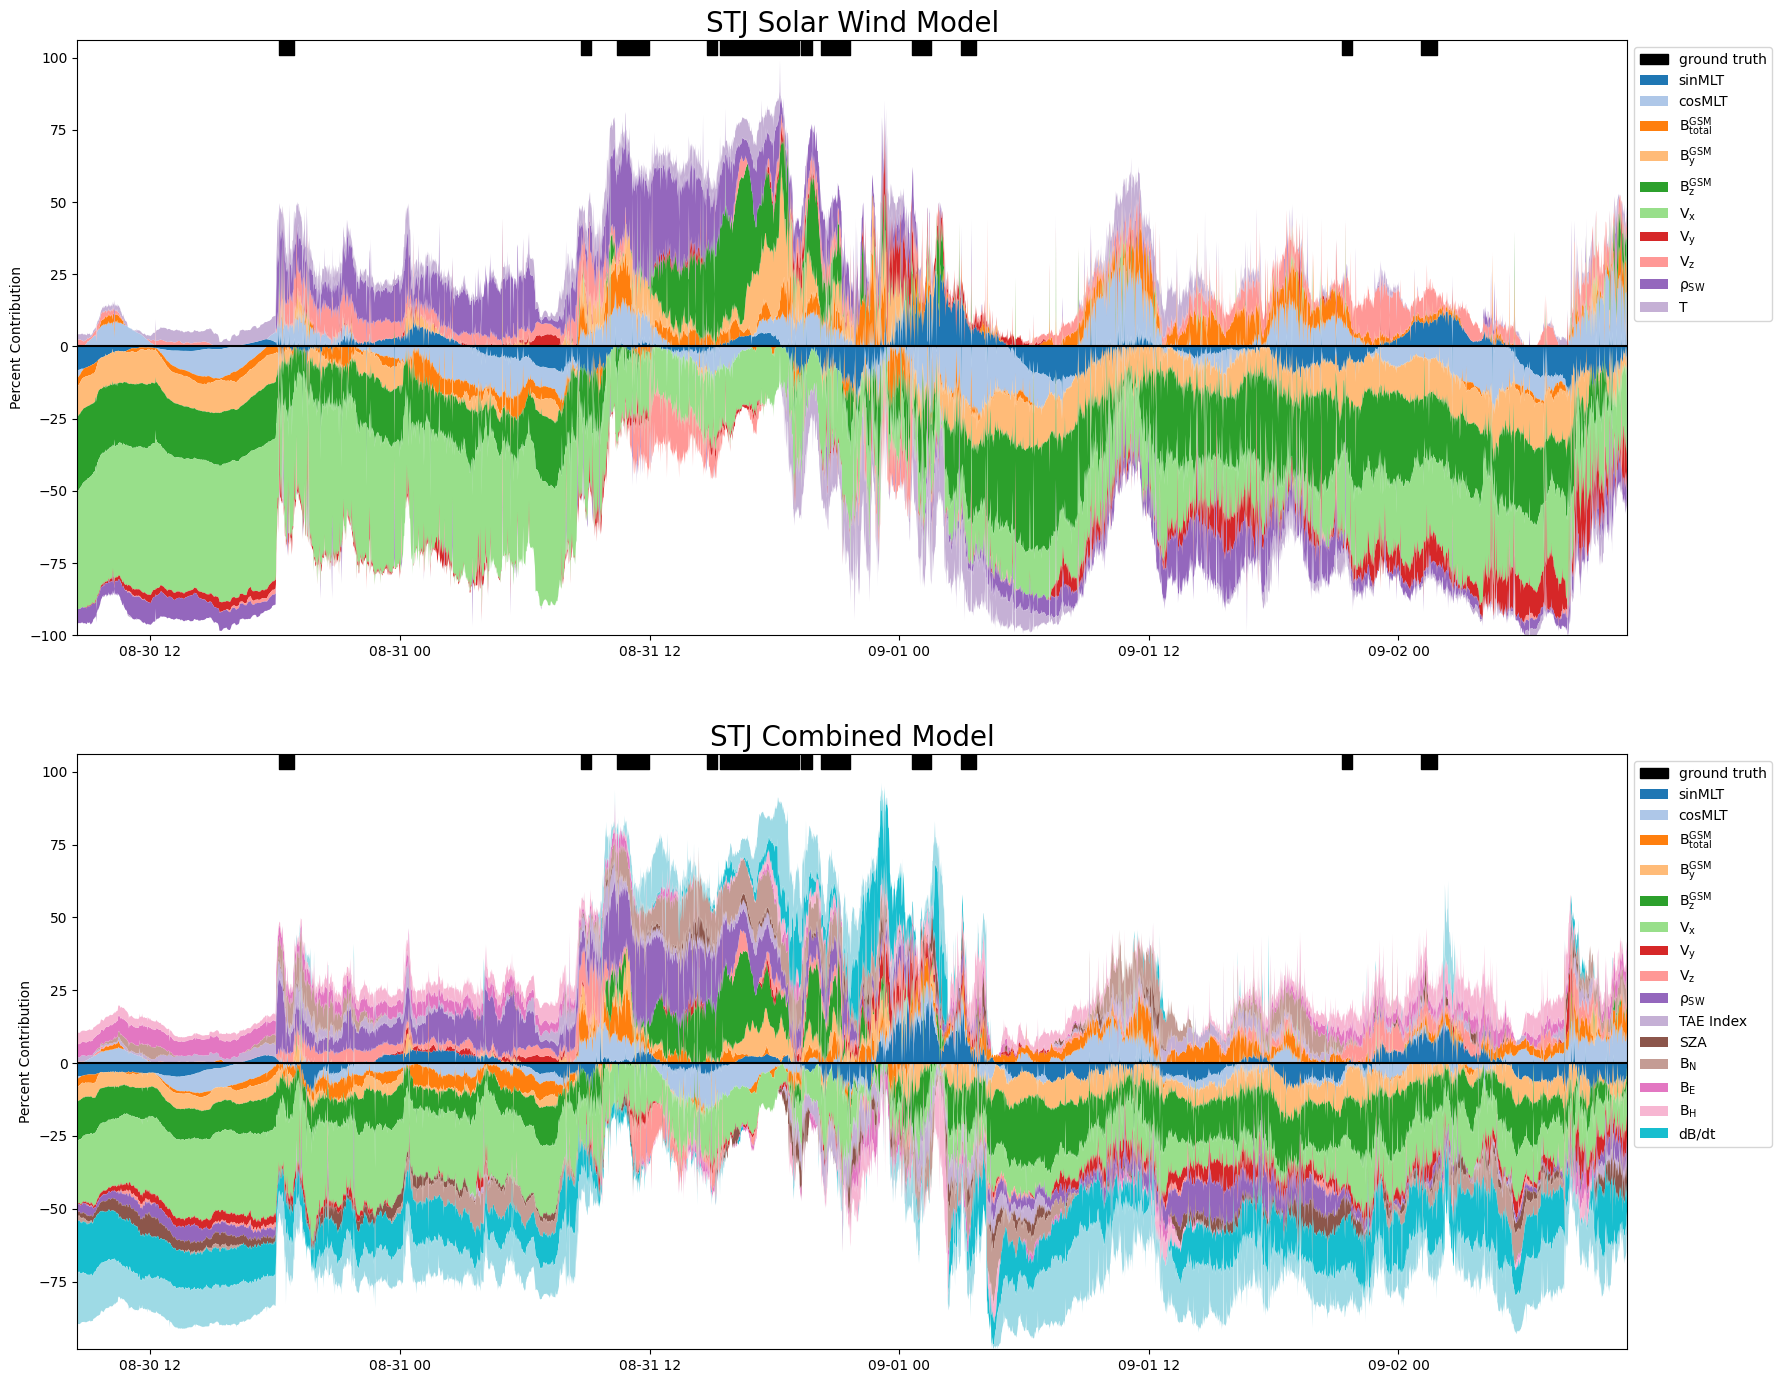 STJ Solar Wind Model
Percent Contribution
100
75
50
25
0
−25
−50
−75
−100
08-30 12
08-31 00
08-31 12
09-01 00
09-01 12
09-02 00
ground truth
sinMLT
cosMLT
B_total^GSM
B_y^GSM
B_z^GSM
V_x
V_y
V_z
ρ_SW
T
STJ Combined Model
Percent Contribution
100
75
50
25
0
−25
−50
−75
08-30 12
08-31 00
08-31 12
09-01 00
09-01 12
09-02 00
ground truth
sinMLT
cosMLT
B_total^GSM
B_y^GSM
B_z^GSM
V_x
V_y
V_z
ρ_SW
TAE Index
SZA
B_N
B_E
B_H
dB/dt